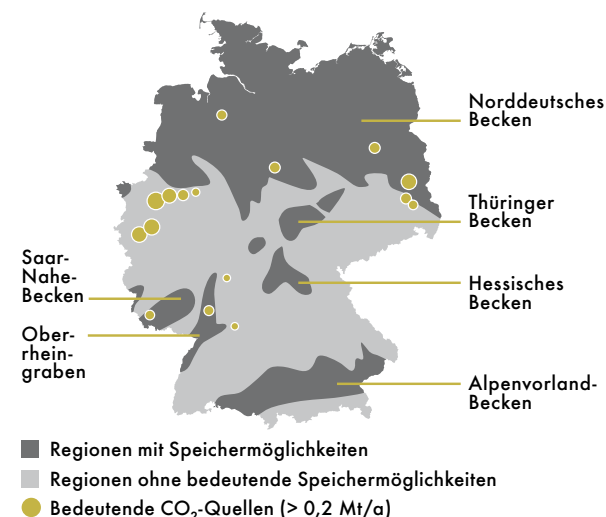 Norddeutsches
Becken
Thüringer
Becken
Saar-
Nahe-
Becken
Hessisches
Becken
Ober-
rhein-
graben
Alpenvorland-
Becken
Regionen mit Speichermöglichkeiten
Regionen ohne bedeutende Speichermöglichkeiten
Bedeutende CO₂-Quellen (> 0,2 Mt/a)